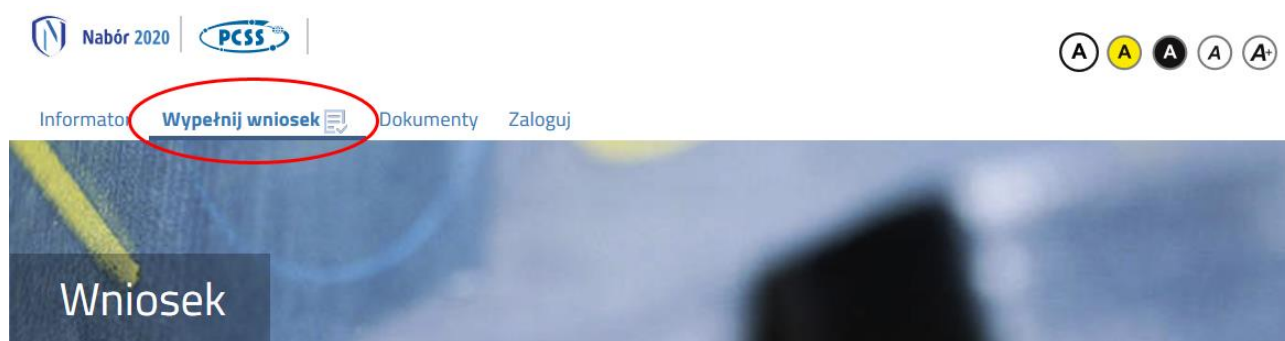 Nabór 2020 PCSS
A A A A A+
Informator Wypełnij wniosek Dokumenty Zaloguj
Wniosek